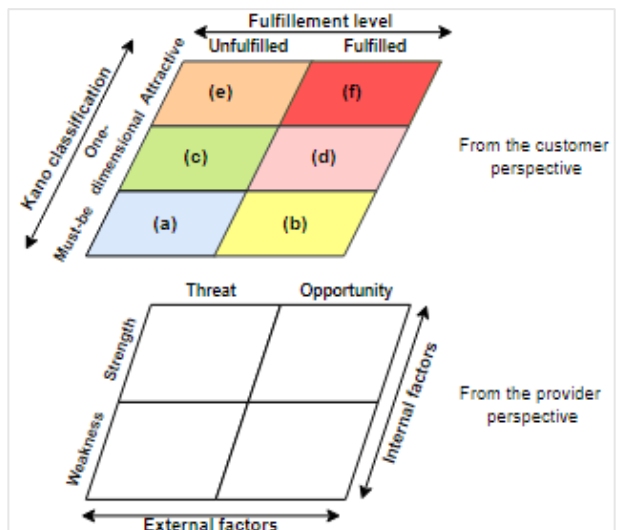 Fulfillement level
Unfulfilled Fulfilled
Kano classification
Attractive
One-
dimensional
Must-be
(e) (f)
(c) (d)
(a) (b)
From the customer
perspective
Threat Opportunity
Strength
Weakness
Internal factors
From the provider
perspective
External factors